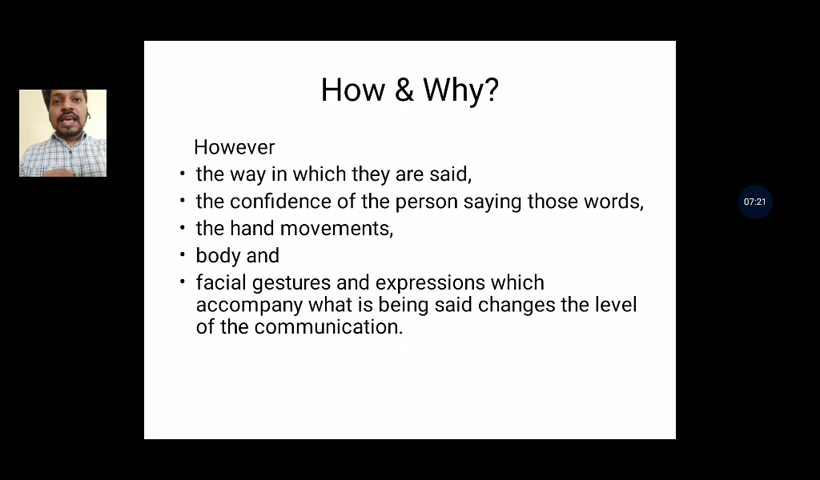 How & Why?
However
• the way in which they are said,
• the confidence of the person saying those words,
• the hand movements,
• body and
• facial gestures and expressions which
accompany what is being said changes the level
of the communication.
07:21